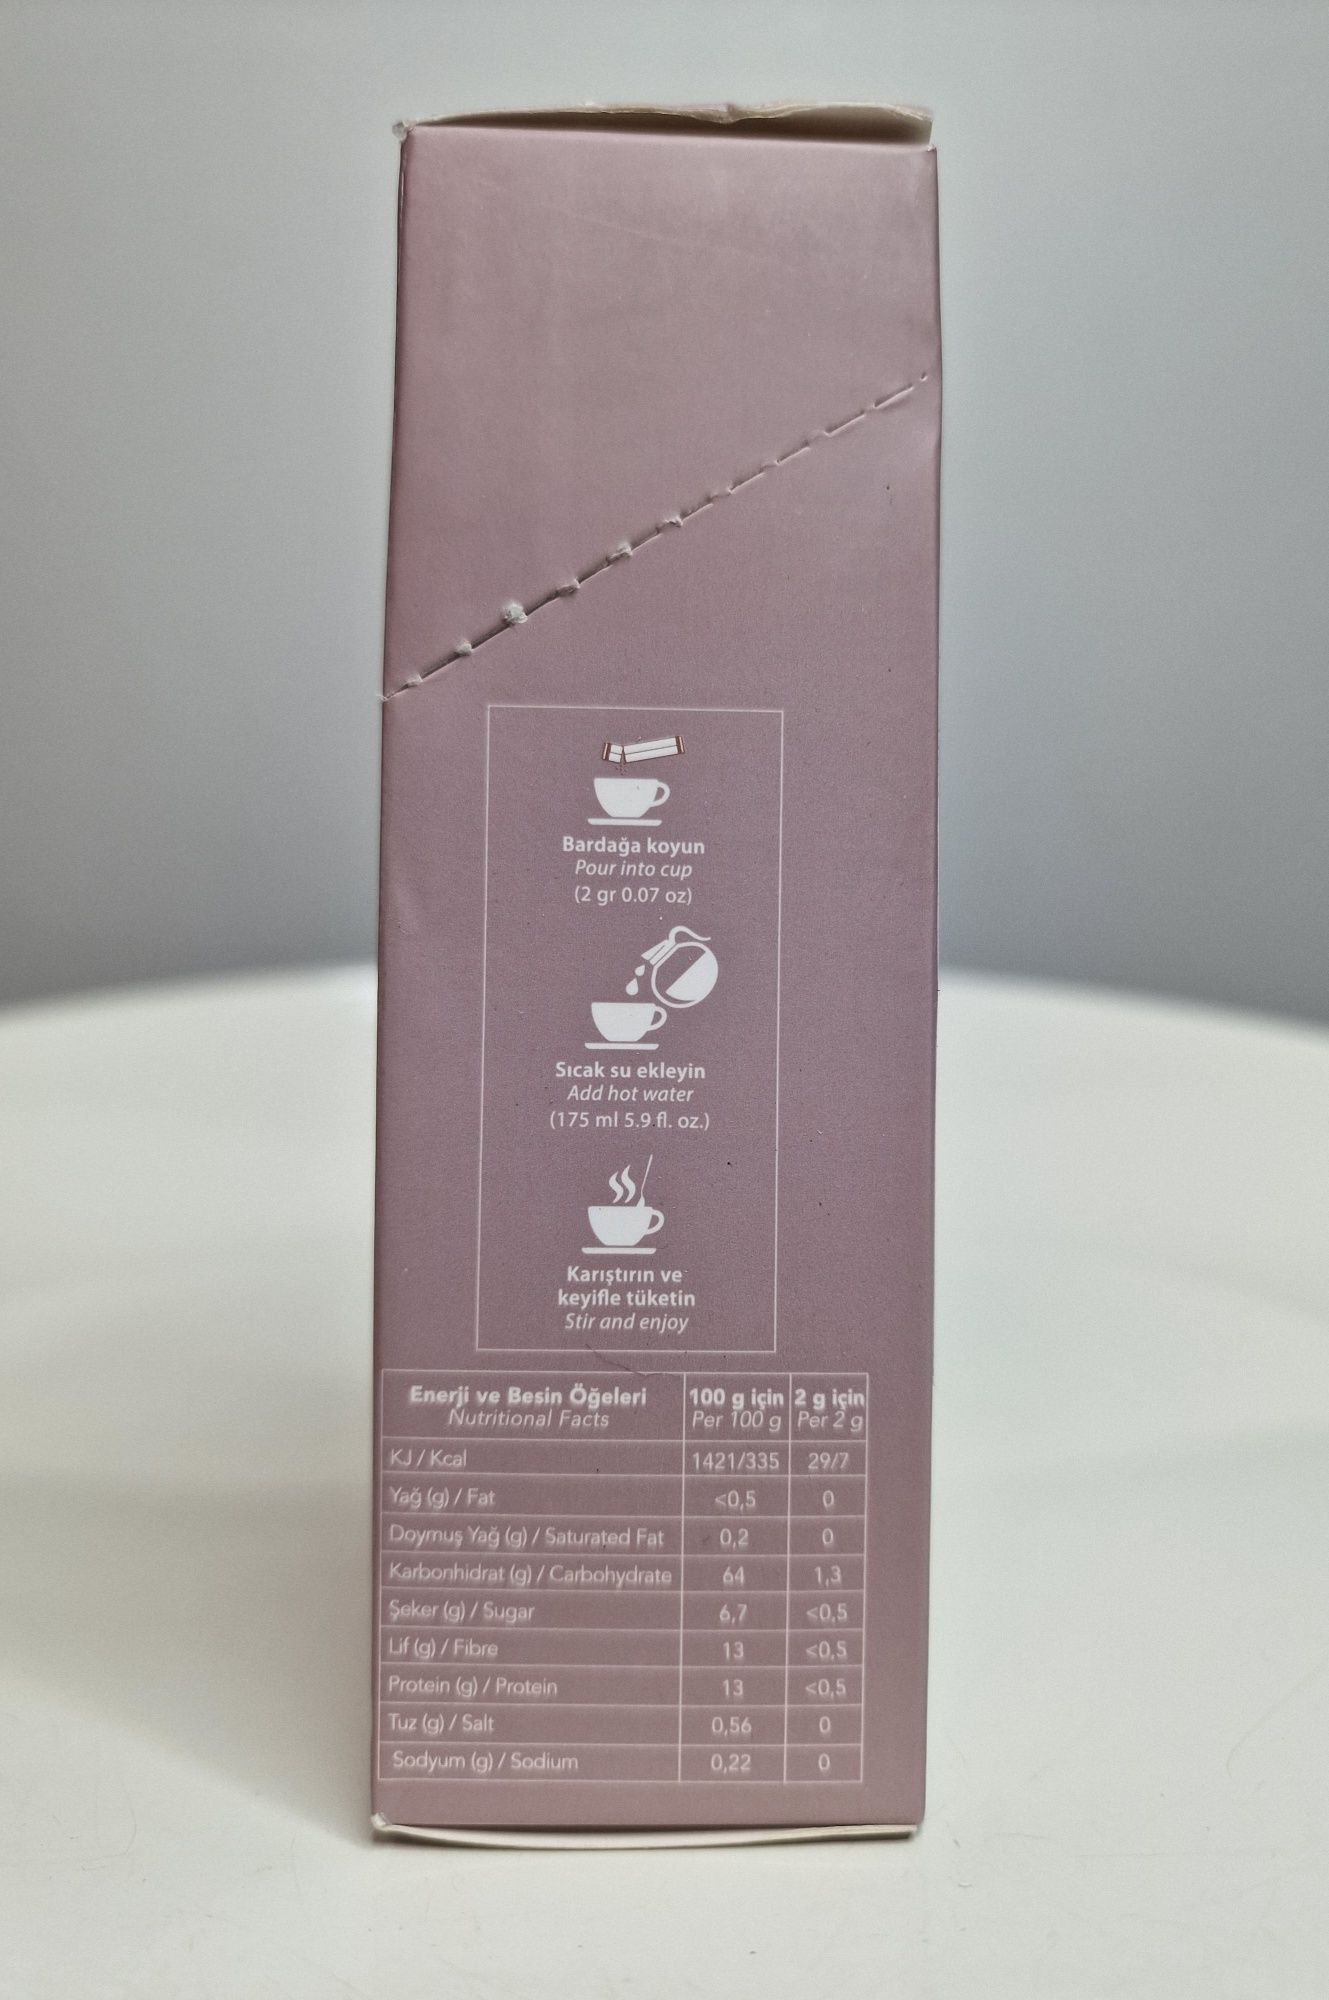 Bardağa koyun
Pour into cup
(2 gr 0.07 oz)
Sıcak su ekleyin
Add hot water
(175 ml 5.9 fl. oz.)
Karıştırın ve
keyifle tüketin
Stir and enjoy
Enerji ve Besin Öğeleri 100 g için 2 g için
Nutritional Facts Per 100 g Per 2 g
KJ / Kcal 1421/335 29/7
Yağ (g) / Fat <0,5 0
Doymuş Yağ (g) / Saturated Fat 0,2 0
Karbonhidrat (g) / Carbohydrate 64 1,3
Şeker (g) / Sugar 6,7 <0,5
Lif (g) / Fibre 13 <0,5
Protein (g) / Protein 13 <0,5
Tuz (g) / Salt 0,56 0
Sodyum (g) / Sodium 0,22 0